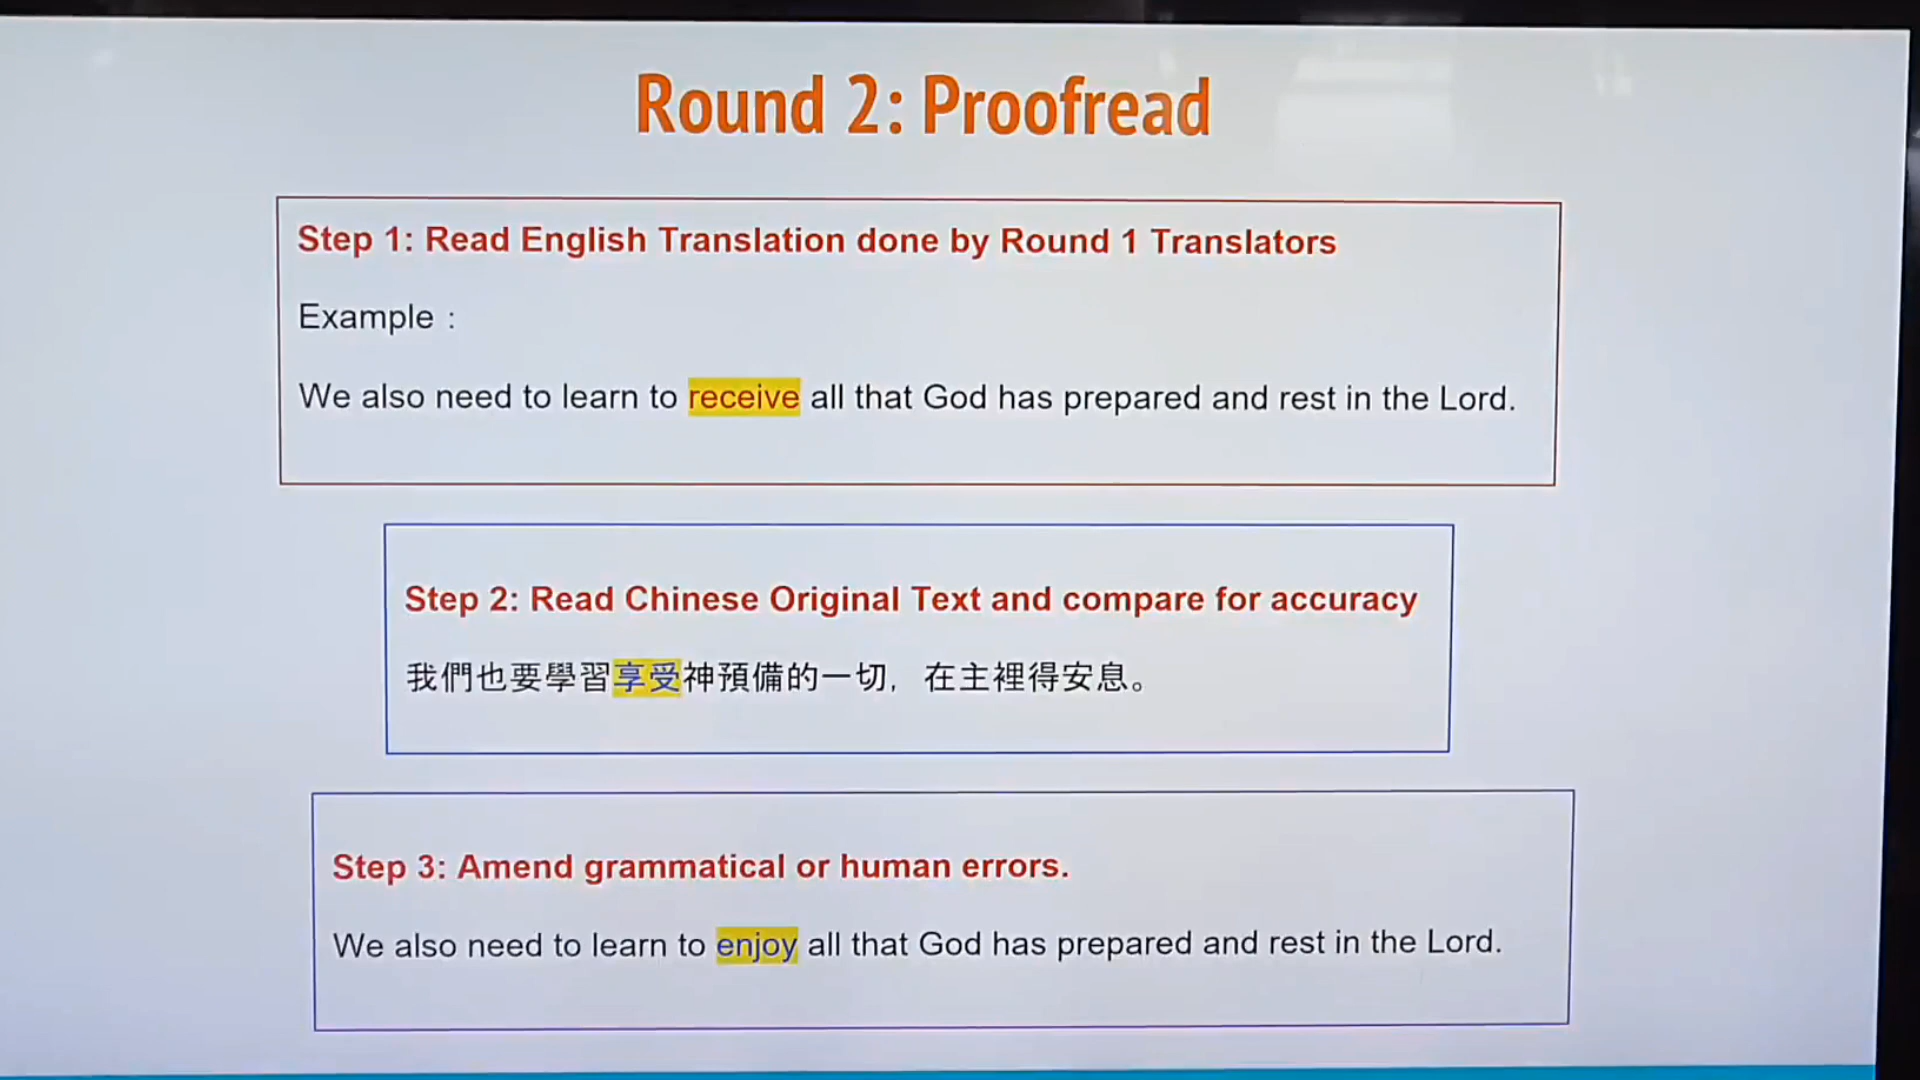 Round 2: Proofread
Step 1: Read English Translation done by Round 1 Translators
Example :
We also need to learn to receive all that God has prepared and rest in the Lord.
Step 2: Read Chinese Original Text and compare for accuracy
我們也要學習享受神預備的一切，在主裡得安息。
Step 3: Amend grammatical or human errors.
We also need to learn to enjoy all that God has prepared and rest in the Lord.